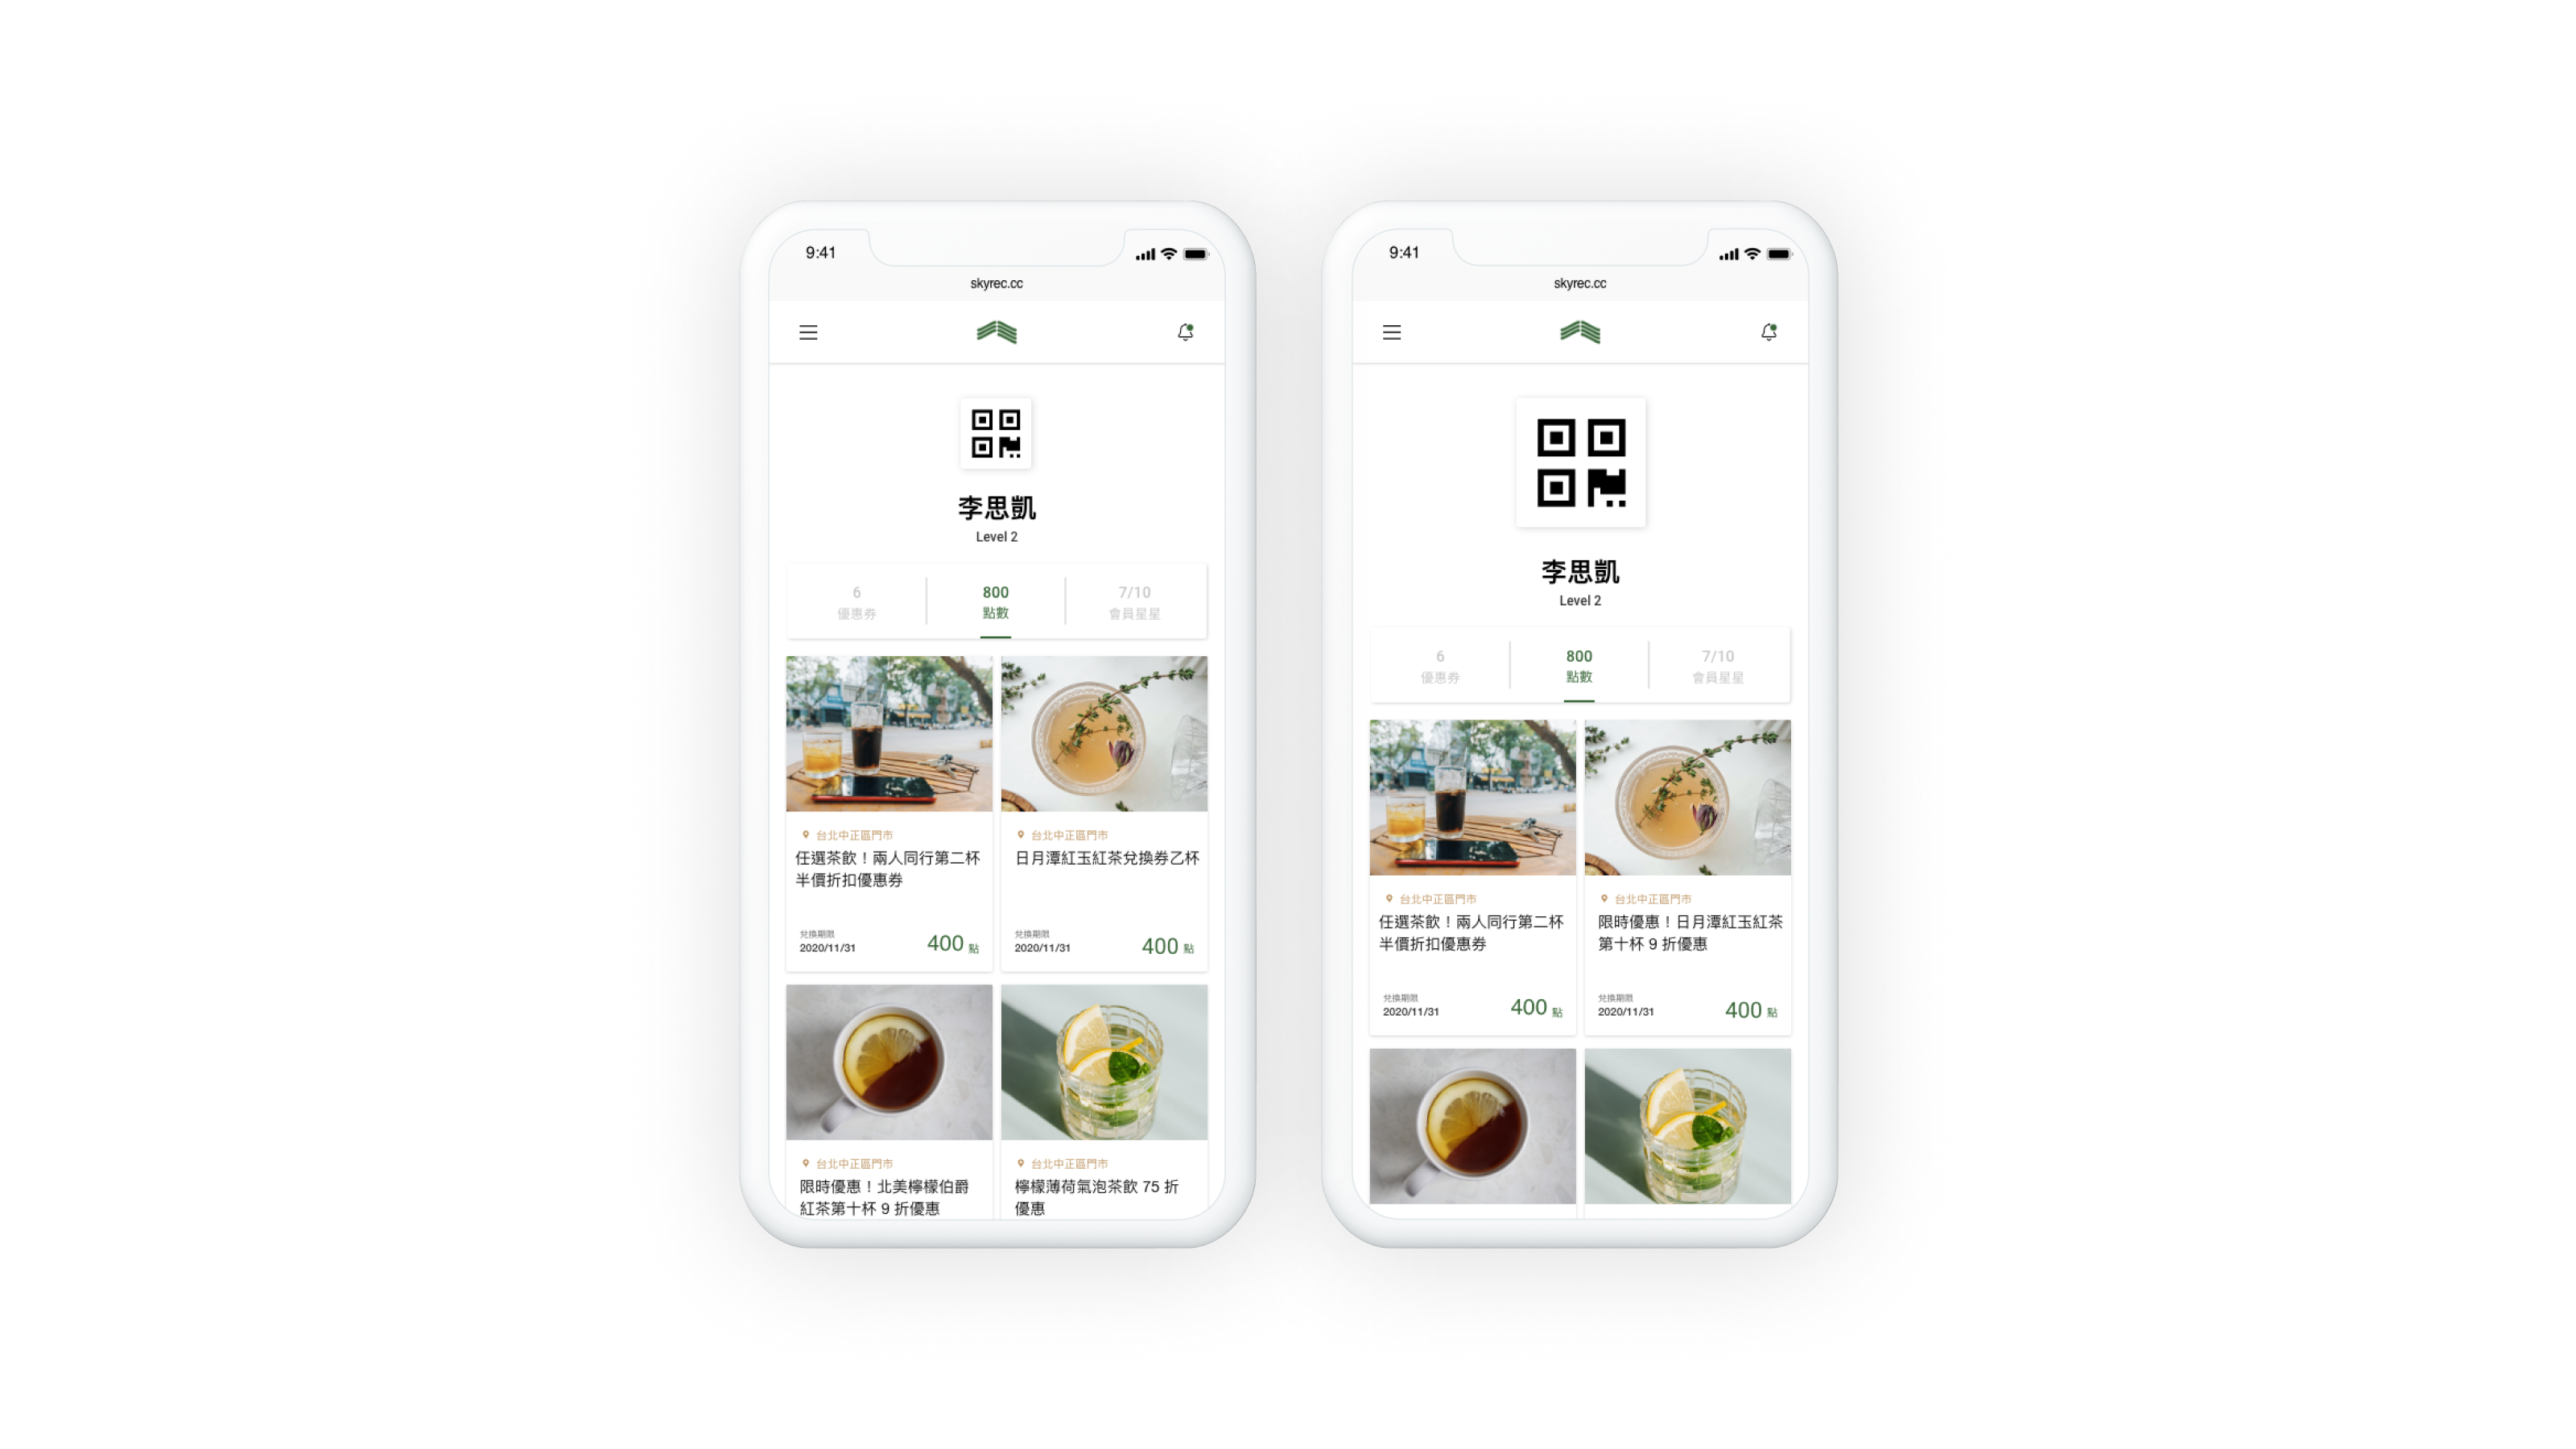 9:41
skyrec.cc
李思凱
Level 2
6
優惠券
800
點數
7/10
會員星星
台北中正區門市
任選茶飲！兩人同行第二杯
半價折扣優惠券
兌換期限
2020/11/31
400 點
台北中正區門市
日月潭紅玉紅茶兌換券乙杯
兌換期限
2020/11/31
400 點
台北中正區門市
限時優惠！北美檸檬伯爵
紅茶第十杯 9 折優惠
台北中正區門市
檸檬薄荷氣泡茶飲 75 折
優惠
9:41
skyrec.cc
李思凱
Level 2
6
優惠券
800
點數
7/10
會員星星
台北中正區門市
任選茶飲！兩人同行第二杯
半價折扣優惠券
兌換期限
2020/11/31
400 點
台北中正區門市
限時優惠！日月潭紅玉紅茶
第十杯 9 折優惠
兌換期限
2020/11/31
400 點